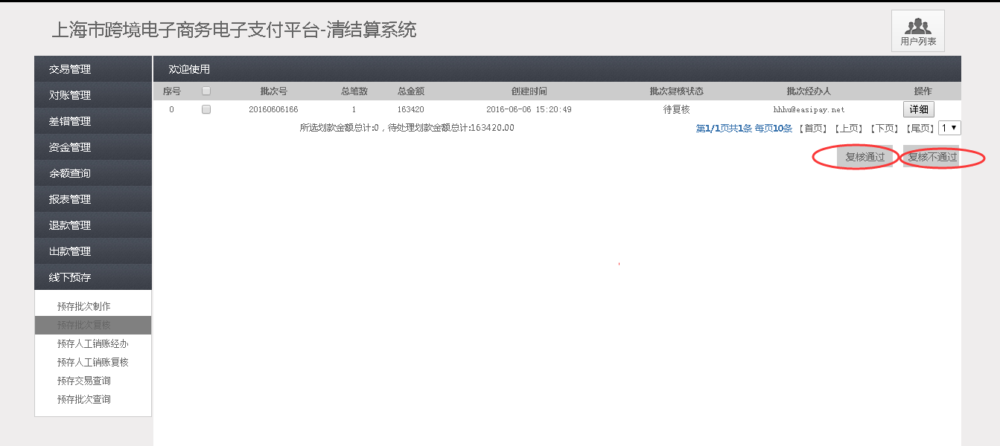 上海市跨境电子商务电子支付平台-清结算系统
用户列表
交易管理
对账管理
差错管理
资金管理
余额查询
报表管理
退款管理
出款管理
线下预存
预存批次制作
预存批次复核
预存人工销账经办
预存人工销账复核
预存交易查询
预存批次查询
欢迎使用
序号 批次号 总笔数 总金额 创建时间 批次复核状态 批次经办人 操作
0 20160606166 1 163420 2016-06-06 15:20:49 待复核 hhhu@easipay.net 详细
所选划款金额总计:0，待处理划款金额总计:163420.00 第1/1页共1条 每页10条 【首页】【上页】【下页】【尾页】 1
复核通过 复核不通过